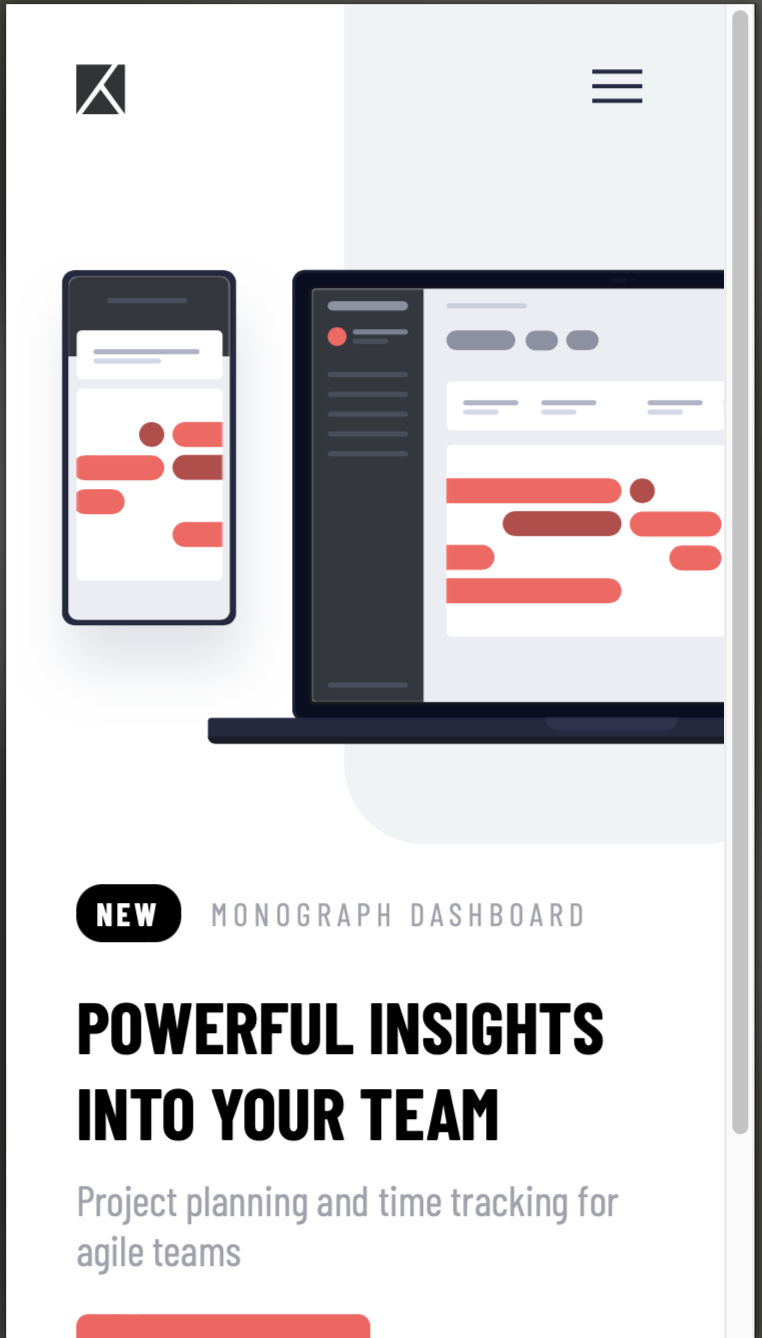 NEW MONOGRAPH DASHBOARD
POWERFUL INSIGHTS
INTO YOUR TEAM
Project planning and time tracking for
agile teams